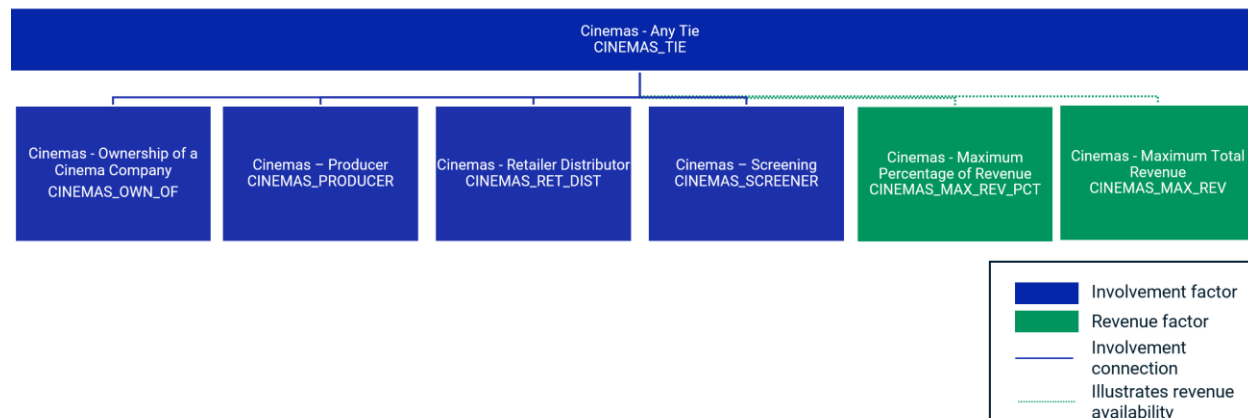 Cinemas - Any Tie
CINEMAS_TIE
Cinemas - Ownership of a
Cinema Company
CINEMAS_OWN_OF
Cinemas – Producer
CINEMAS_PRODUCER
Cinemas - Retailer Distributor
CINEMAS_RET_DIST
Cinemas – Screening
CINEMAS_SCREENER
Cinemas - Maximum
Percentage of Revenue
CINEMAS_MAX_REV_PCT
Cinemas - Maximum Total
Revenue
CINEMAS_MAX_REV
Involvement factor
Revenue factor
Involvement
connection
Illustrates revenue
availability